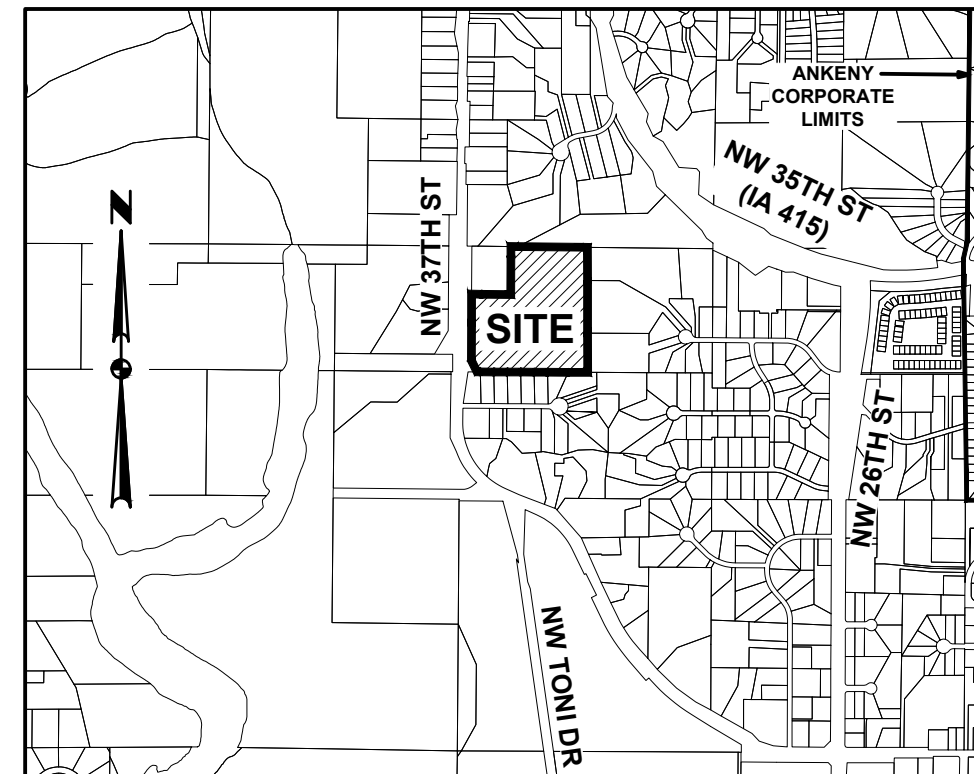 ANKENY
CORPORATE
LIMITS
NW 35TH ST
(IA 415)
N
NW 37TH ST
SITE
NW 26TH ST
NW TONI DR